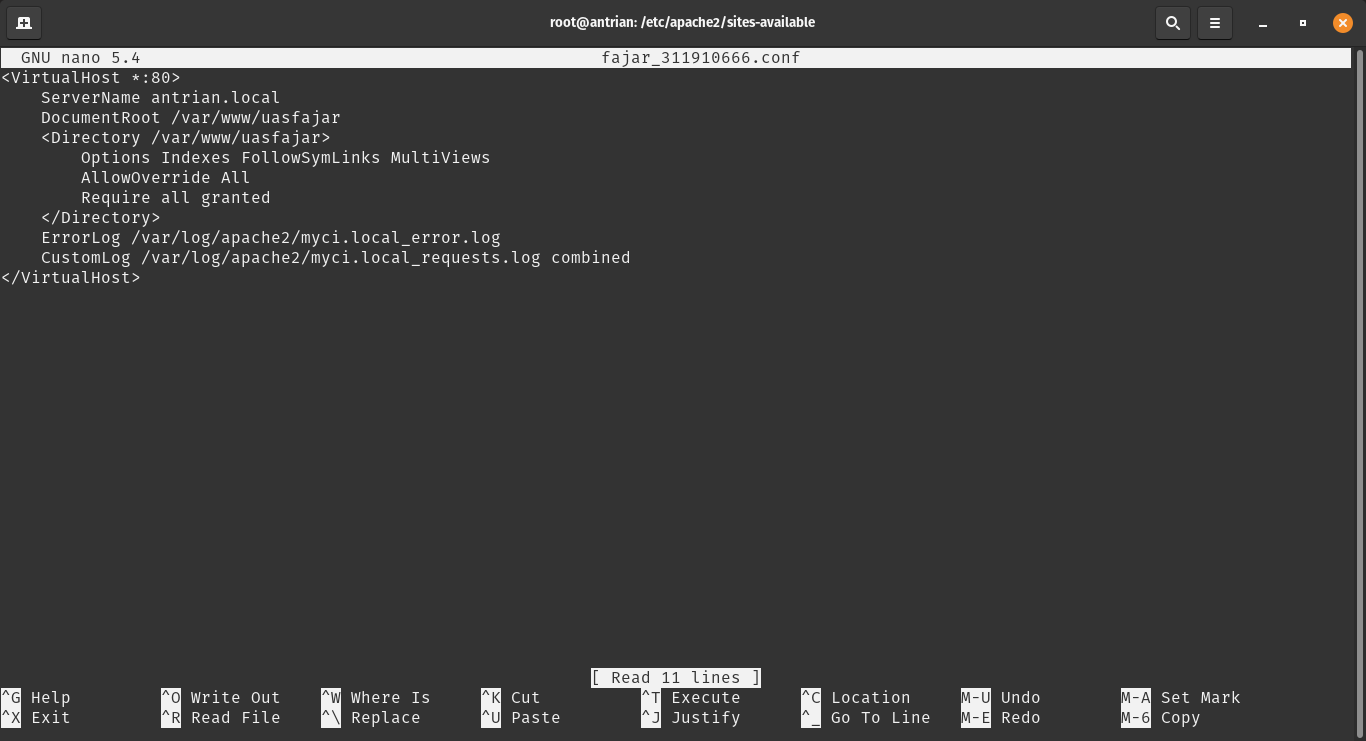 root@antrian: /etc/apache2/sites-available
GNU nano 5.4 fajar_311910666.conf
<VirtualHost *:80>
    ServerName antrian.local
    DocumentRoot /var/www/uasfajar
    <Directory /var/www/uasfajar>
        Options Indexes FollowSymLinks MultiViews
        AllowOverride All
        Require all granted
    </Directory>
    ErrorLog /var/log/apache2/myci.local_error.log
    CustomLog /var/log/apache2/myci.local_requests.log combined
</VirtualHost>
[ Read 11 lines ]
^G Help ^O Write Out ^W Where Is ^K Cut ^T Execute ^C Location M-U Undo M-A Set Mark
^X Exit ^R Read File ^\ Replace ^U Paste ^J Justify ^_ Go To Line M-E Redo M-6 Copy